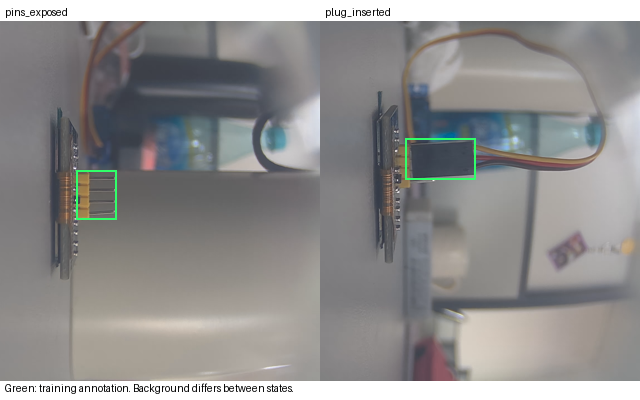 pins_exposed
plug_inserted
Green: training annotation. Background differs between states.